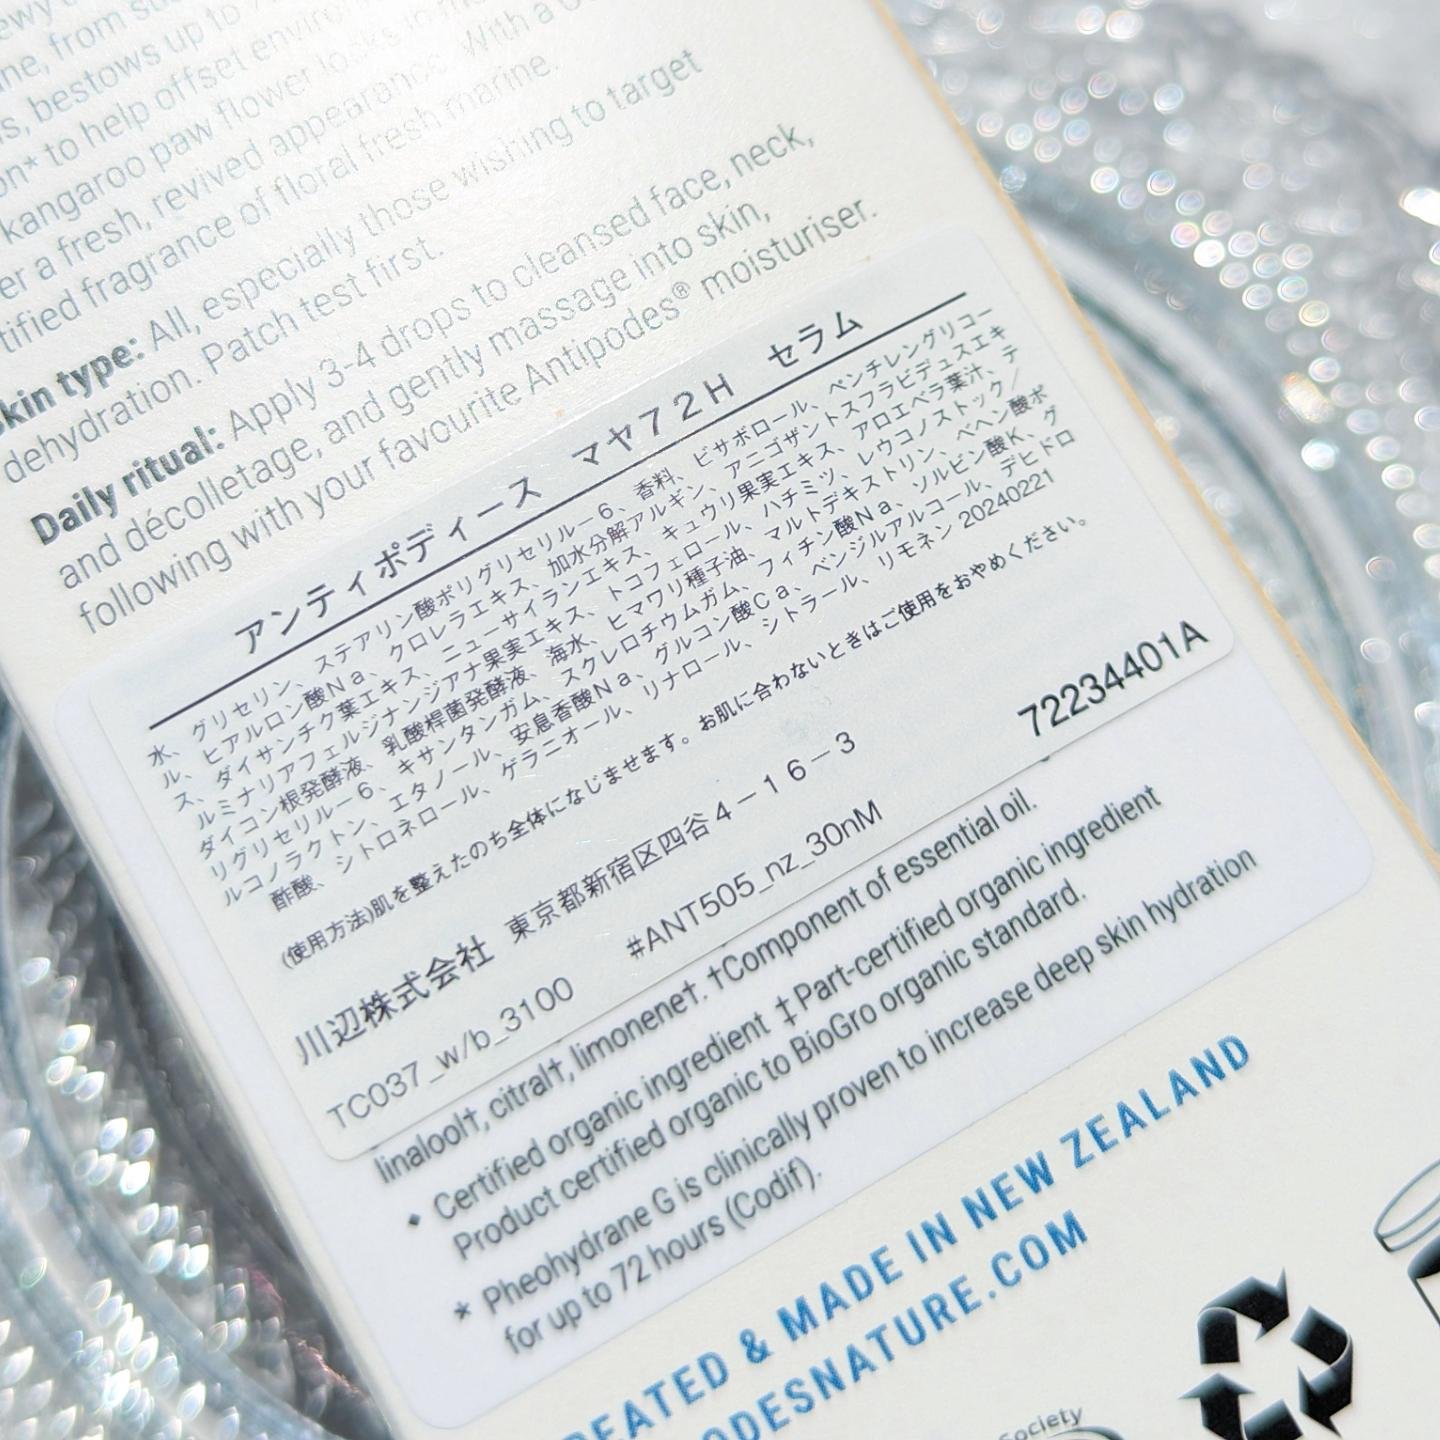 ne, from
s, bestows up to
on* to help offset
kangaroo paw flower looks
er a fresh, revived appearance. With a
tified fragrance of floral fresh marine.
Skin type: All, especially those wishing to target
dehydration. Patch test first.
Daily ritual: Apply 3-4 drops to cleansed face, neck,
and décolletage, and gently massage into skin,
following with your favourite Antipodes® moisturiser.
アンティポディース マヤ72H セラム
水、グリセリン、ステアリン酸ポリグリセリル-6、香料、ビサボロール、ペンチレングリコー
ル、ヒアルロン酸Na、クロレラエキス、加水分解アルギン、アニゴザントスフラビデュスエキ
ス、ダイサンチク葉エキス、ニューサイランエキス、キュウリ果実エキス、アロエベラ葉汁、テ
ルミナリアフェルジナンジアナ果実エキス、トコフェロール、ハチミツ、レウコノストック/
ダイコン根発酵液、乳酸桿菌発酵液、海水、ヒマワリ種子油、マルトデキストリン、ベヘン酸ポ
リグリセリル-6、キサンタンガム、スクレロチウムガム、フィチン酸Na、ソルビン酸K、グ
ルコノラクトン、エタノール、安息香酸Na、グルコン酸Ca、ベンジルアルコール、デヒドロ
酢酸、シトロネロール、ゲラニオール、リナロール、シトラール、リモネン 20240221
(使用方法)肌を整えたのち全体になじませます。お肌に合わないときはご使用をおやめください。
川辺株式会社 東京都新宿区四谷4-16-3 72234401A
TC037_w/b_3100 #ANT505_nz_30nM
linalool†, citral†, limonene†. †Component of essential oil.
• Certified organic ingredient ‡Part-certified organic ingredient
Product certified organic to BioGro organic standard.
* Pheohydrane G is clinically proven to increase deep skin hydration
for up to 72 hours (Codif).
EATED & MADE IN NEW ZEALAND
ODESNATURE.COM
Society